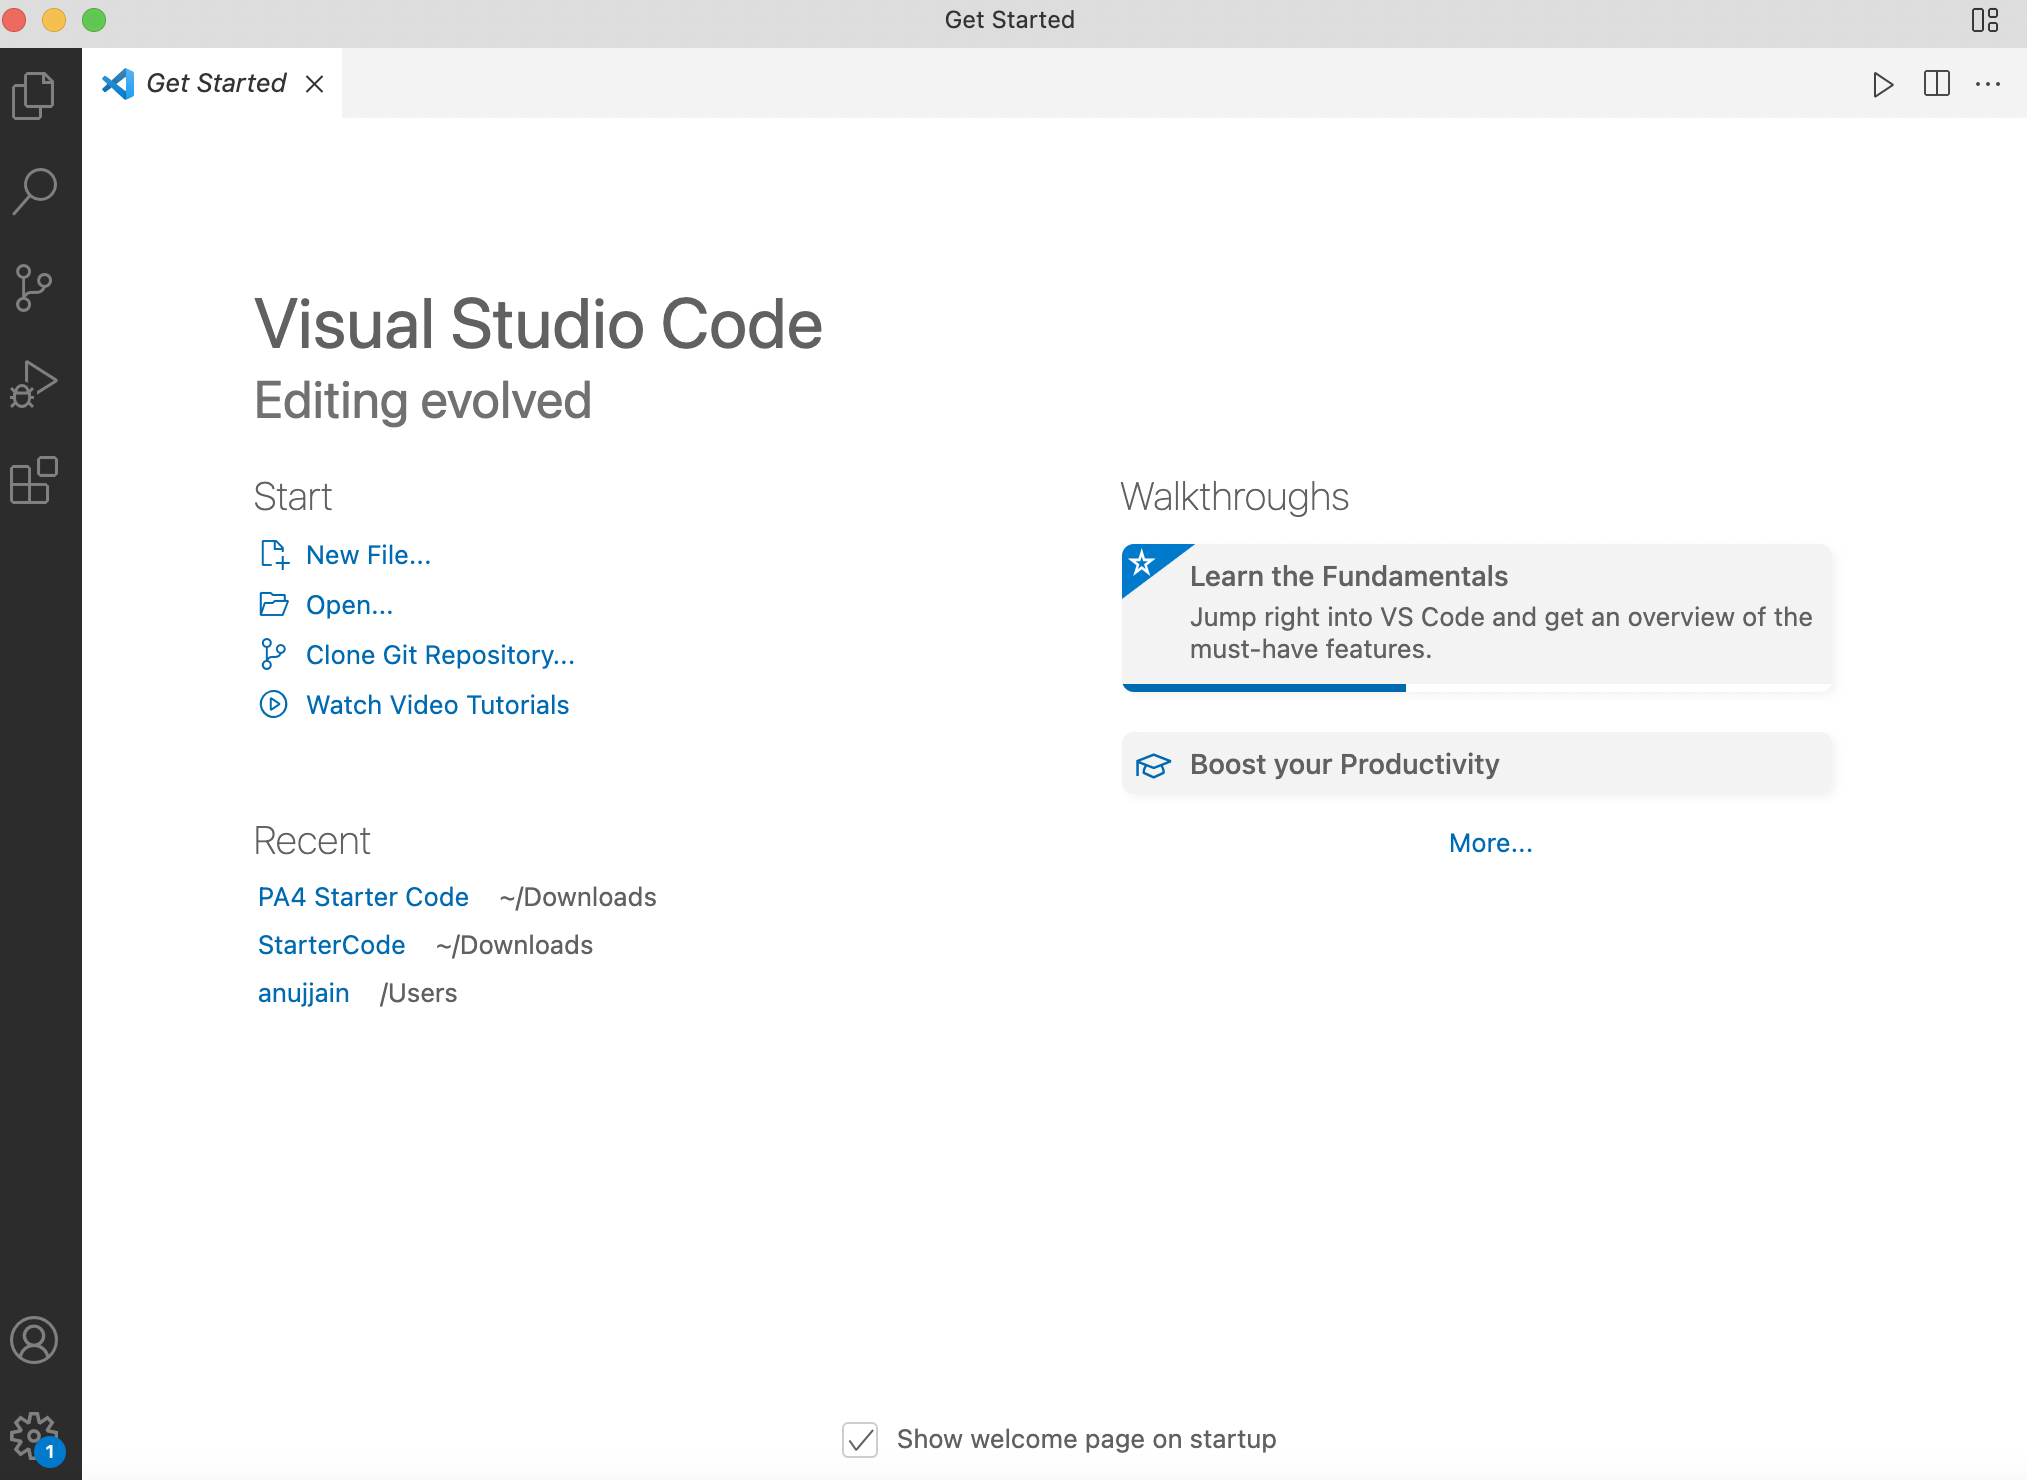 Get Started
Get Started
Visual Studio Code
Editing evolved
Start
New File...
Open...
Clone Git Repository...
Watch Video Tutorials
Recent
PA4 Starter Code ~/Downloads
StarterCode ~/Downloads
anujjain /Users
Walkthroughs
Learn the Fundamentals
Jump right into VS Code and get an overview of the
must-have features.
Boost your Productivity
More...
1
Show welcome page on startup